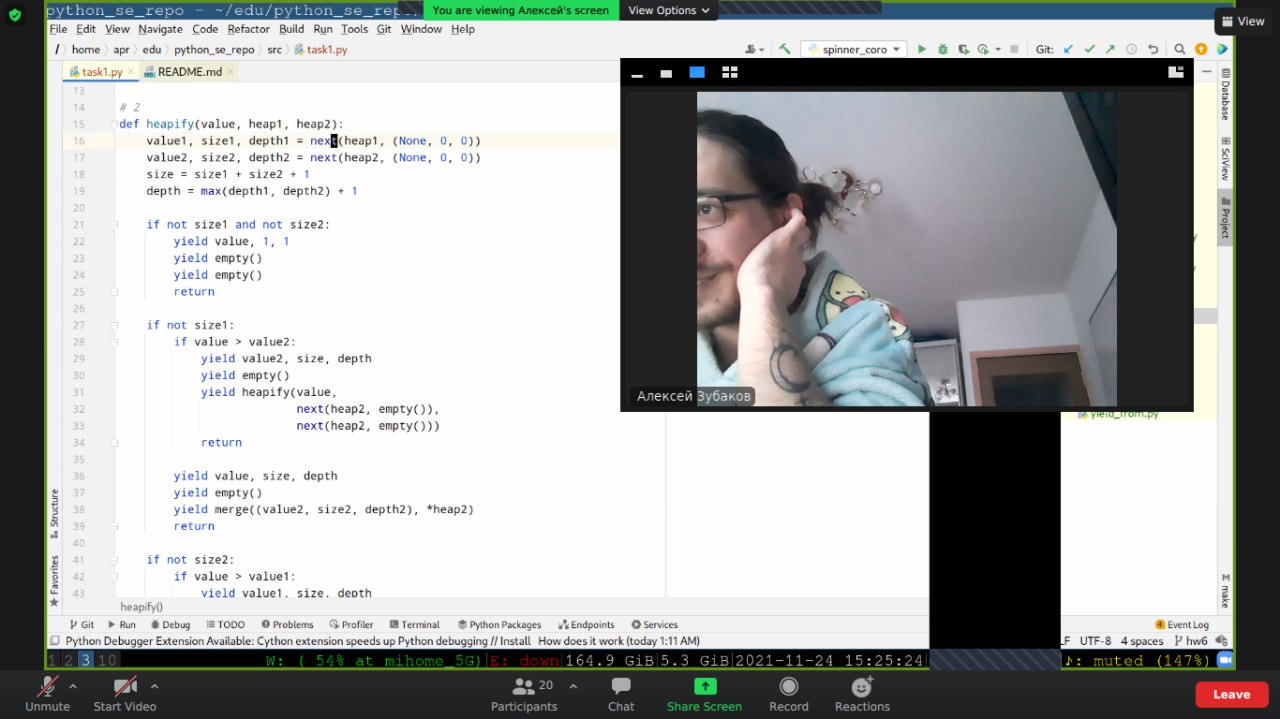 python_se_repo - ~/edu/python_se_rep
You are viewing Алексей's screen
View Options
View
File Edit View Navigate Code Refactor Build Run Tools Git Window Help
/ home apr edu python_se_repo src task1.py
spinner_coro
Git:
task1.py
README.md
13
14 # 2
15 def heapify(value, heap1, heap2):
16 value1, size1, depth1 = next(heap1, (None, 0, 0))
17 value2, size2, depth2 = next(heap2, (None, 0, 0))
18 size = size1 + size2 + 1
19 depth = max(depth1, depth2) + 1
20
21 if not size1 and not size2:
22 yield value, 1, 1
23 yield empty()
24 yield empty()
25 return
26
27 if not size1:
28 if value > value2:
29 yield value2, size, depth
30 yield empty()
31 yield heapify(value,
32 next(heap2, empty()),
33 next(heap2, empty()))
34 return
35
36 yield value, size, depth
37 yield empty()
38 yield merge((value2, size2, depth2), *heap2)
39 return
40
41 if not size2:
42 if value > value1:
43 yield value1, size, depth
heapify()
Structure
Favorites
Database
SciView
Project
make
Алексей Зубаков
yield_from.py
Git Run Debug TODO Problems Profiler Terminal Python Packages Endpoints Services
4 Event Log
Python Debugger Extension Available: Cython extension speeds up Python debugging // Install How does it work (today 1:11 AM)
LF UTF-8 4 spaces hw6
1 2 3 10
W: ( 54% at mihome_5G)|E: down|164.9 GiB|5.3 GiB|2021-11-24 15:25:24
♪: muted (147%)
Unmute
Start Video
Participants 20
Chat
Share Screen
Record
Reactions
Leave